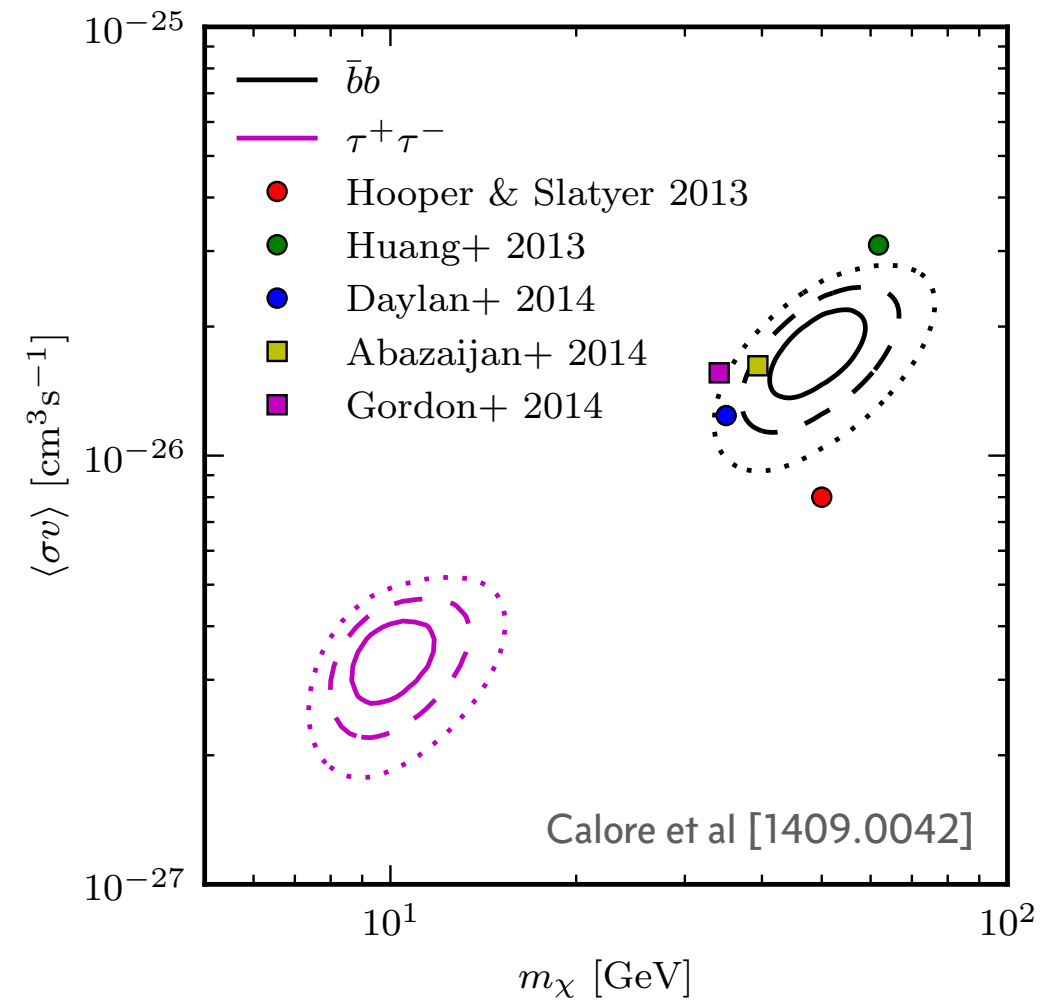 10⁻²⁵
b̄b
τ⁺τ⁻
Hooper & Slatyer 2013
Huang+ 2013
Daylan+ 2014
Abazaijan+ 2014
Gordon+ 2014
⟨σv⟩ [cm³s⁻¹]
10⁻²⁶
Calore et al [1409.0042]
10⁻²⁷
10¹
10²
mχ [GeV]